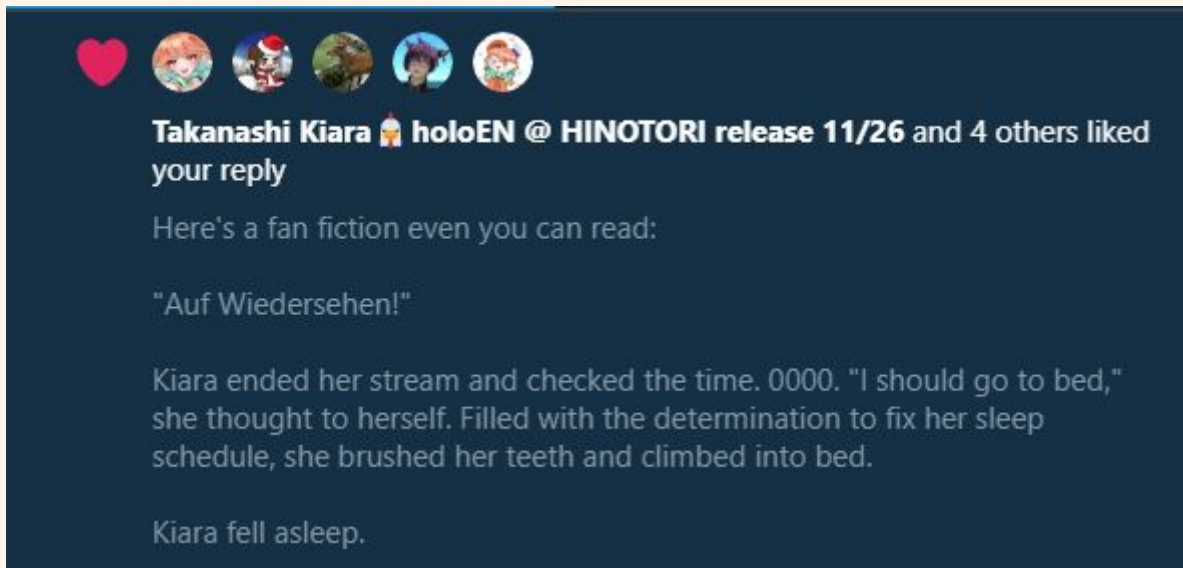 Takanashi Kiara🐔 holoEN @ HINOTORI release 11/26 and 4 others liked
your reply
Here's a fan fiction even you can read:
"Auf Wiedersehen!"
Kiara ended her stream and checked the time. 0000. "I should go to bed,"
she thought to herself. Filled with the determination to fix her sleep
schedule, she brushed her teeth and climbed into bed.
Kiara fell asleep.